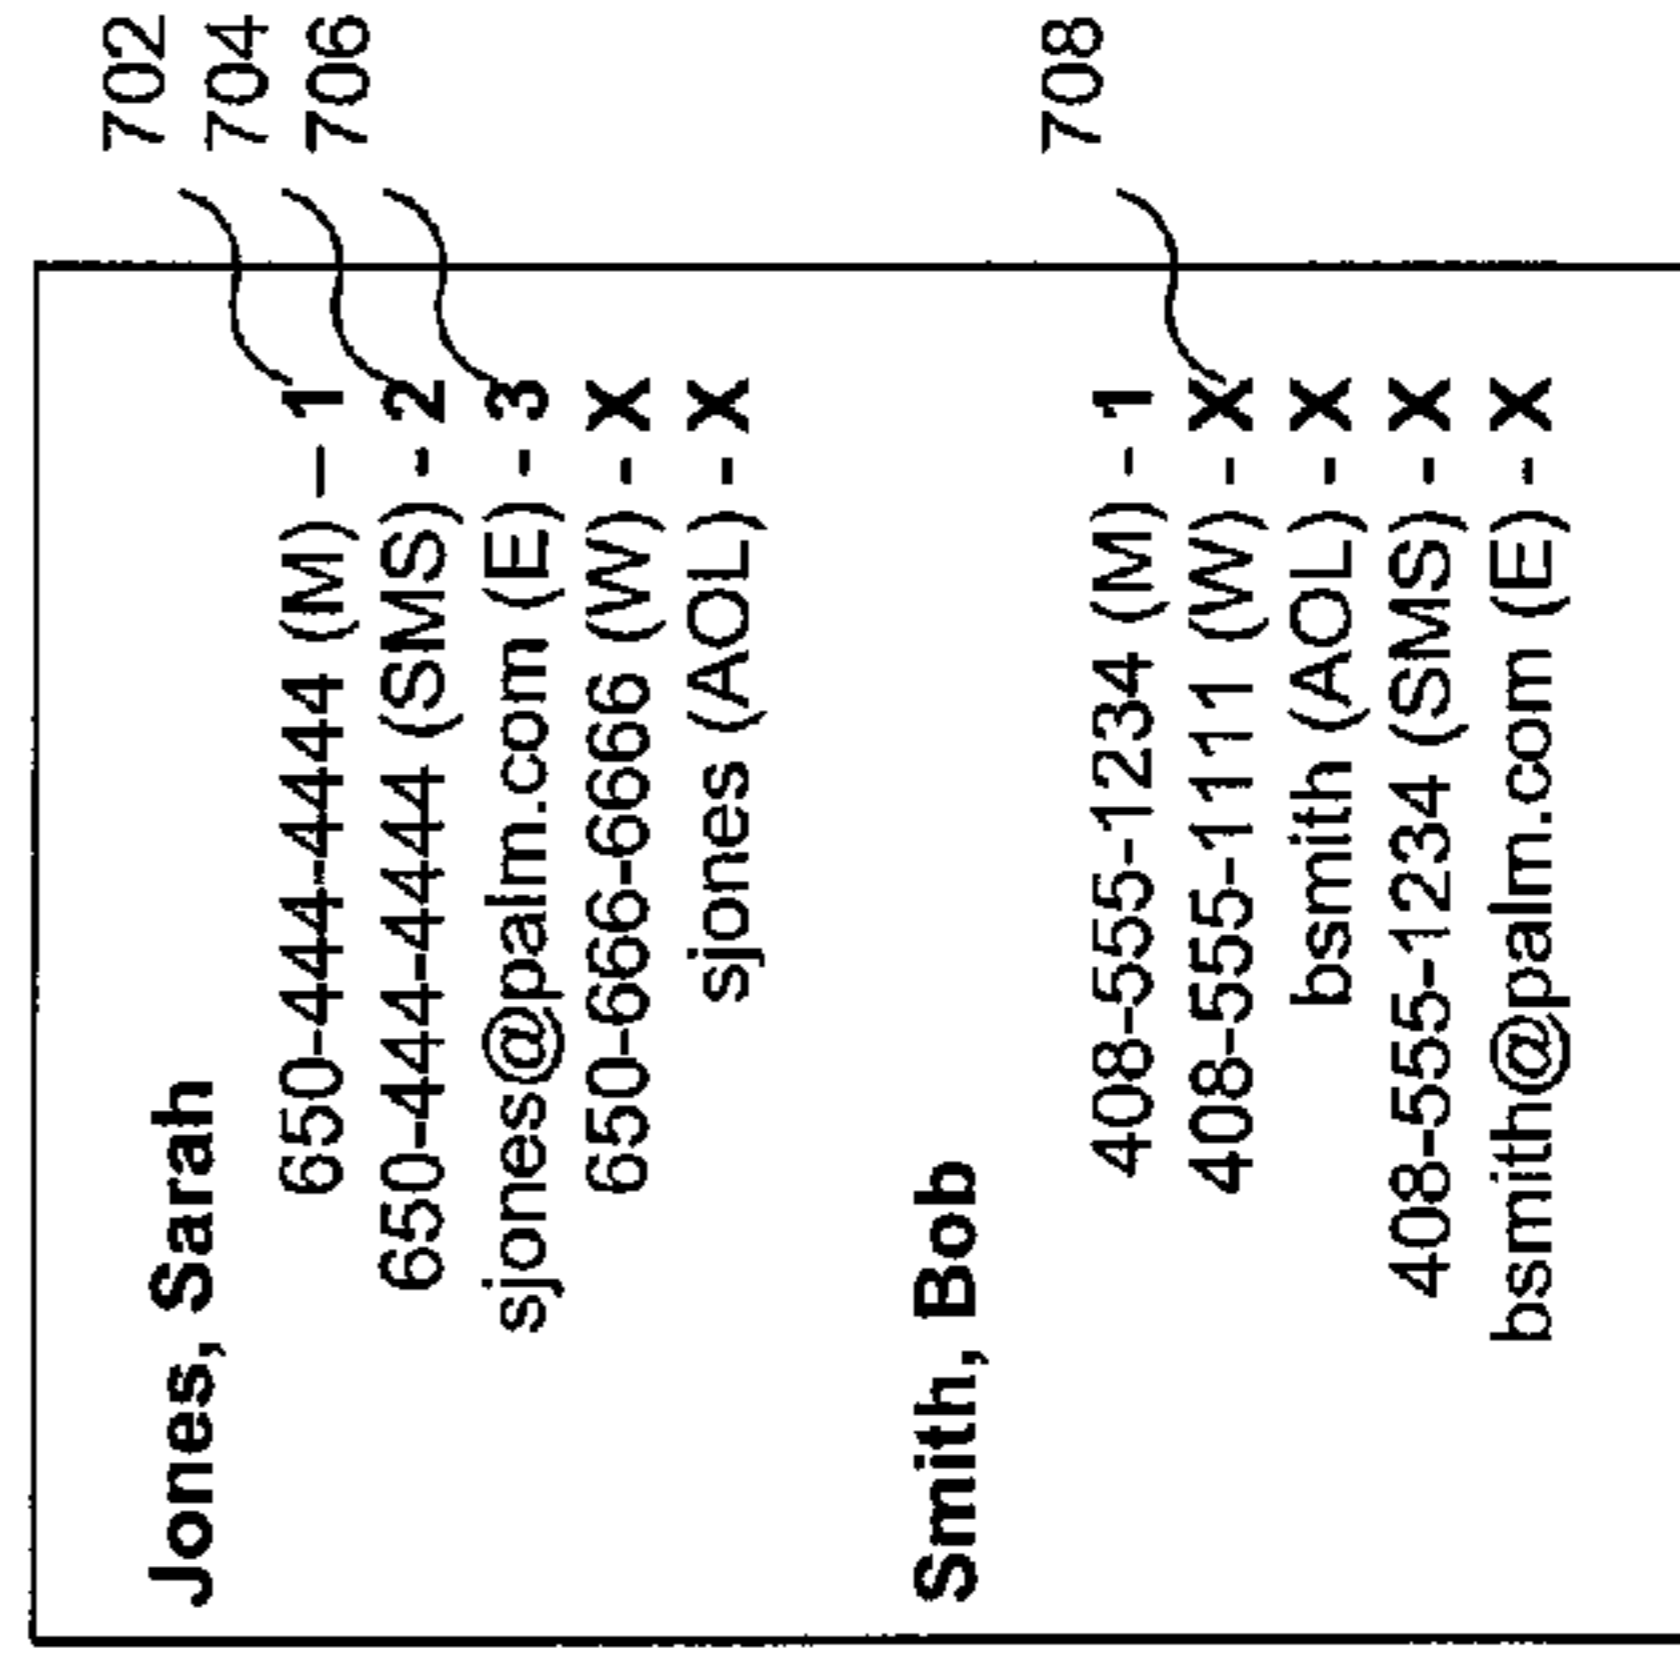 Jones, Sarah
650-444-4444 (M) – 1 702
650-444-4444 (SMS) - 2 704
sjones@palm.com (E) - 3 706
650-666-6666 (W) - X
sjones (AOL) - X
Smith, Bob
408-555-1234 (M) - 1
408-555-1111 (W) - X 708
bsmith (AOL) - X
408-555-1234 (SMS) - X
bsmith@palm.com (E) - X